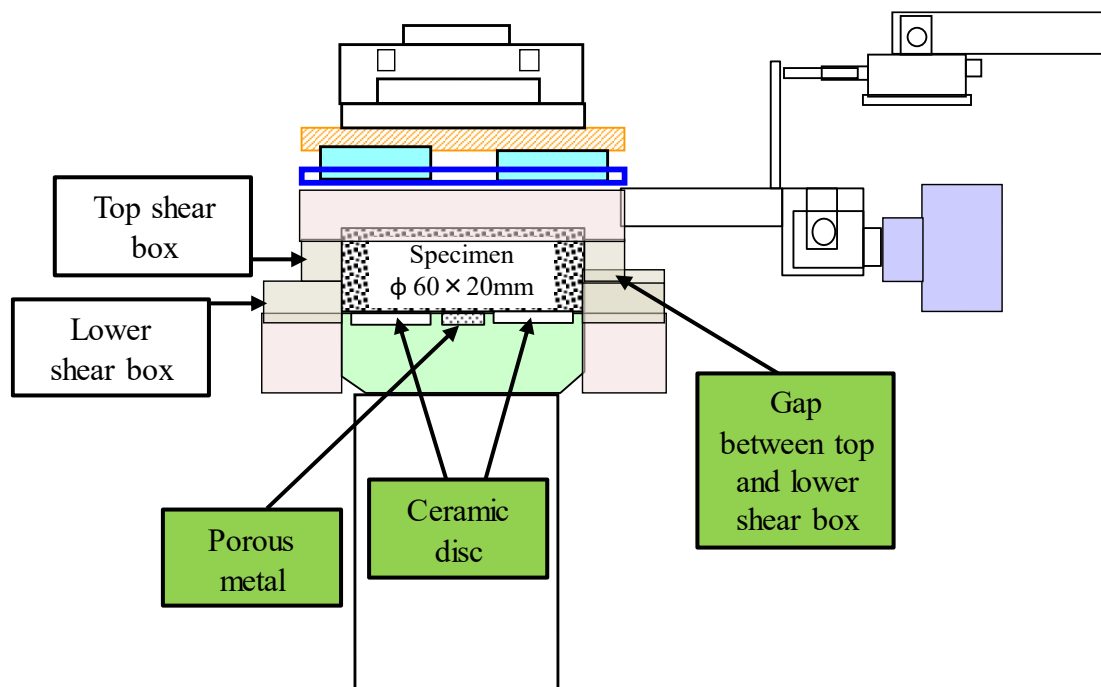 Top shear
box
Specimen
ϕ 60×20mm
Lower
shear box
Gap
between top
and lower
shear box
Ceramic
disc
Porous
metal